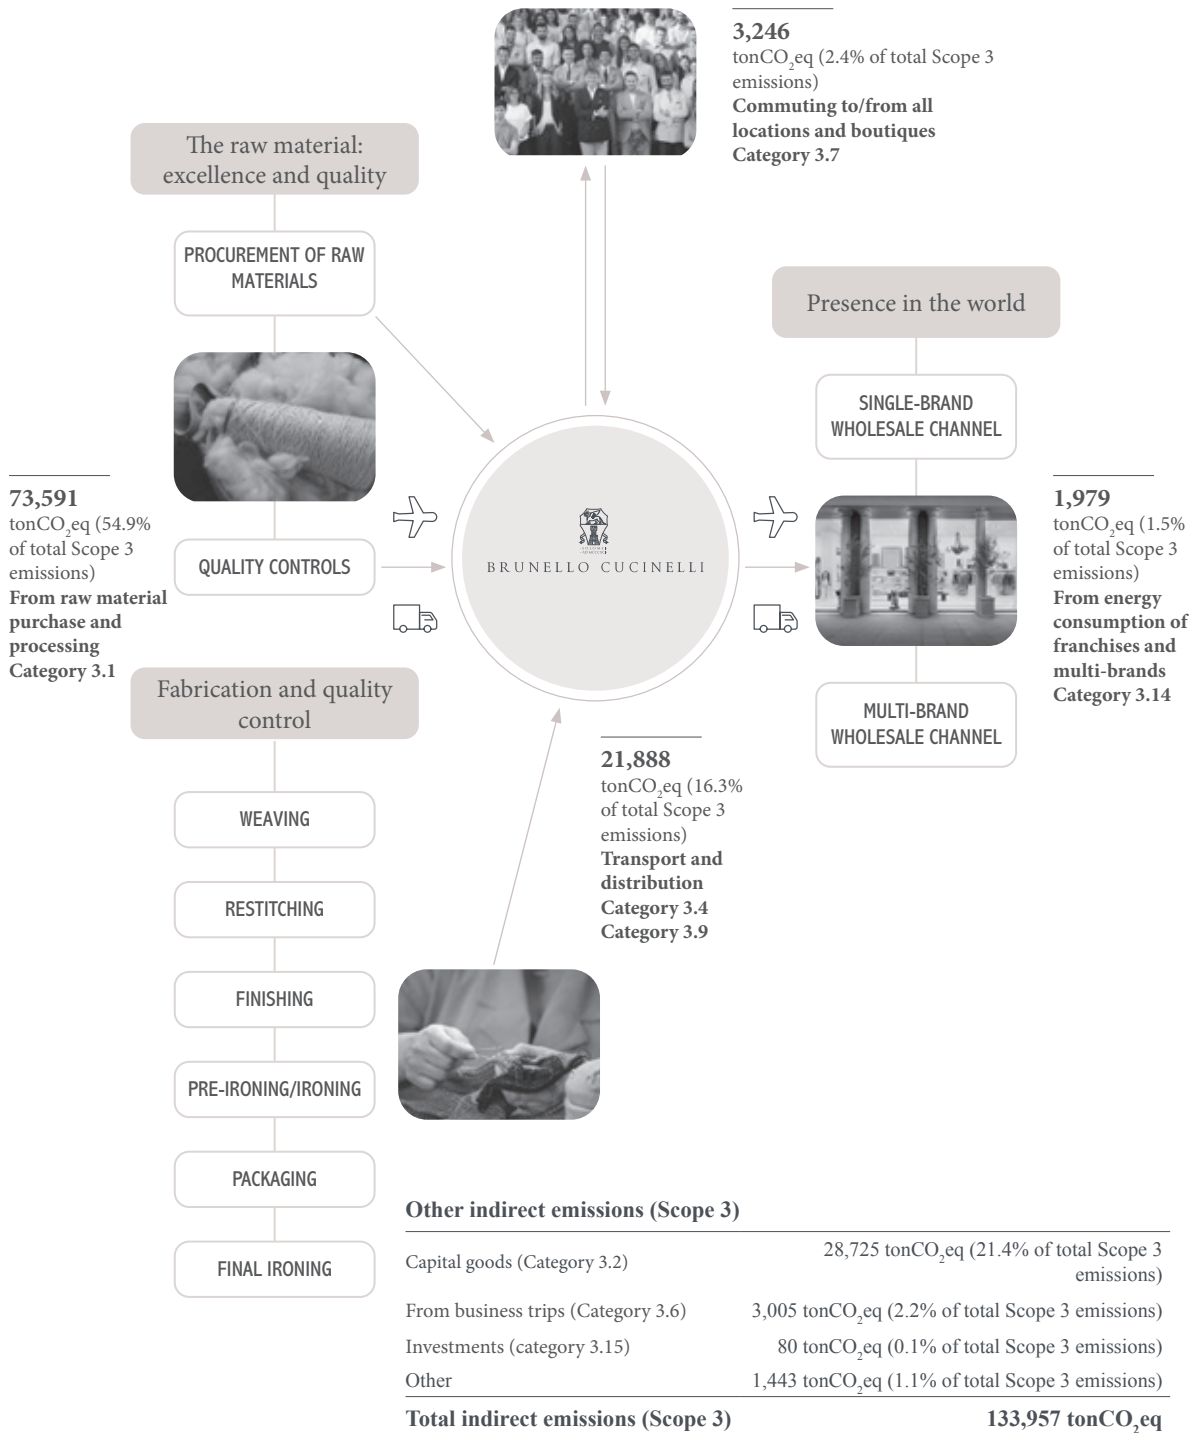 3,246
tonCO2eq (2.4% of total Scope 3
emissions)
Commuting to/from all
locations and boutiques
Category 3.7
The raw material:
excellence and quality
PROCUREMENT OF RAW
MATERIALS
QUALITY CONTROLS
73,591
tonCO2eq (54.9%
of total Scope 3
emissions)
From raw material
purchase and
processing
Category 3.1
BRUNELLO CUCINELLI
Presence in the world
SINGLE-BRAND
WHOLESALE CHANNEL
MULTI-BRAND
WHOLESALE CHANNEL
1,979
tonCO2eq (1.5%
of total Scope 3
emissions)
From energy
consumption of
franchises and
multi-brands
Category 3.14
Fabrication and quality
control
WEAVING
RESTITCHING
FINISHING
PRE-IRONING/IRONING
PACKAGING
FINAL IRONING
21,888
tonCO2eq (16.3%
of total Scope 3
emissions)
Transport and
distribution
Category 3.4
Category 3.9
Other indirect emissions (Scope 3)
Capital goods (Category 3.2) 28,725 tonCO2eq (21.4% of total Scope 3
emissions)
From business trips (Category 3.6) 3,005 tonCO2eq (2.2% of total Scope 3 emissions)
Investments (category 3.15) 80 tonCO2eq (0.1% of total Scope 3 emissions)
Other 1,443 tonCO2eq (1.1% of total Scope 3 emissions)
Total indirect emissions (Scope 3) 133,957 tonCO2eq